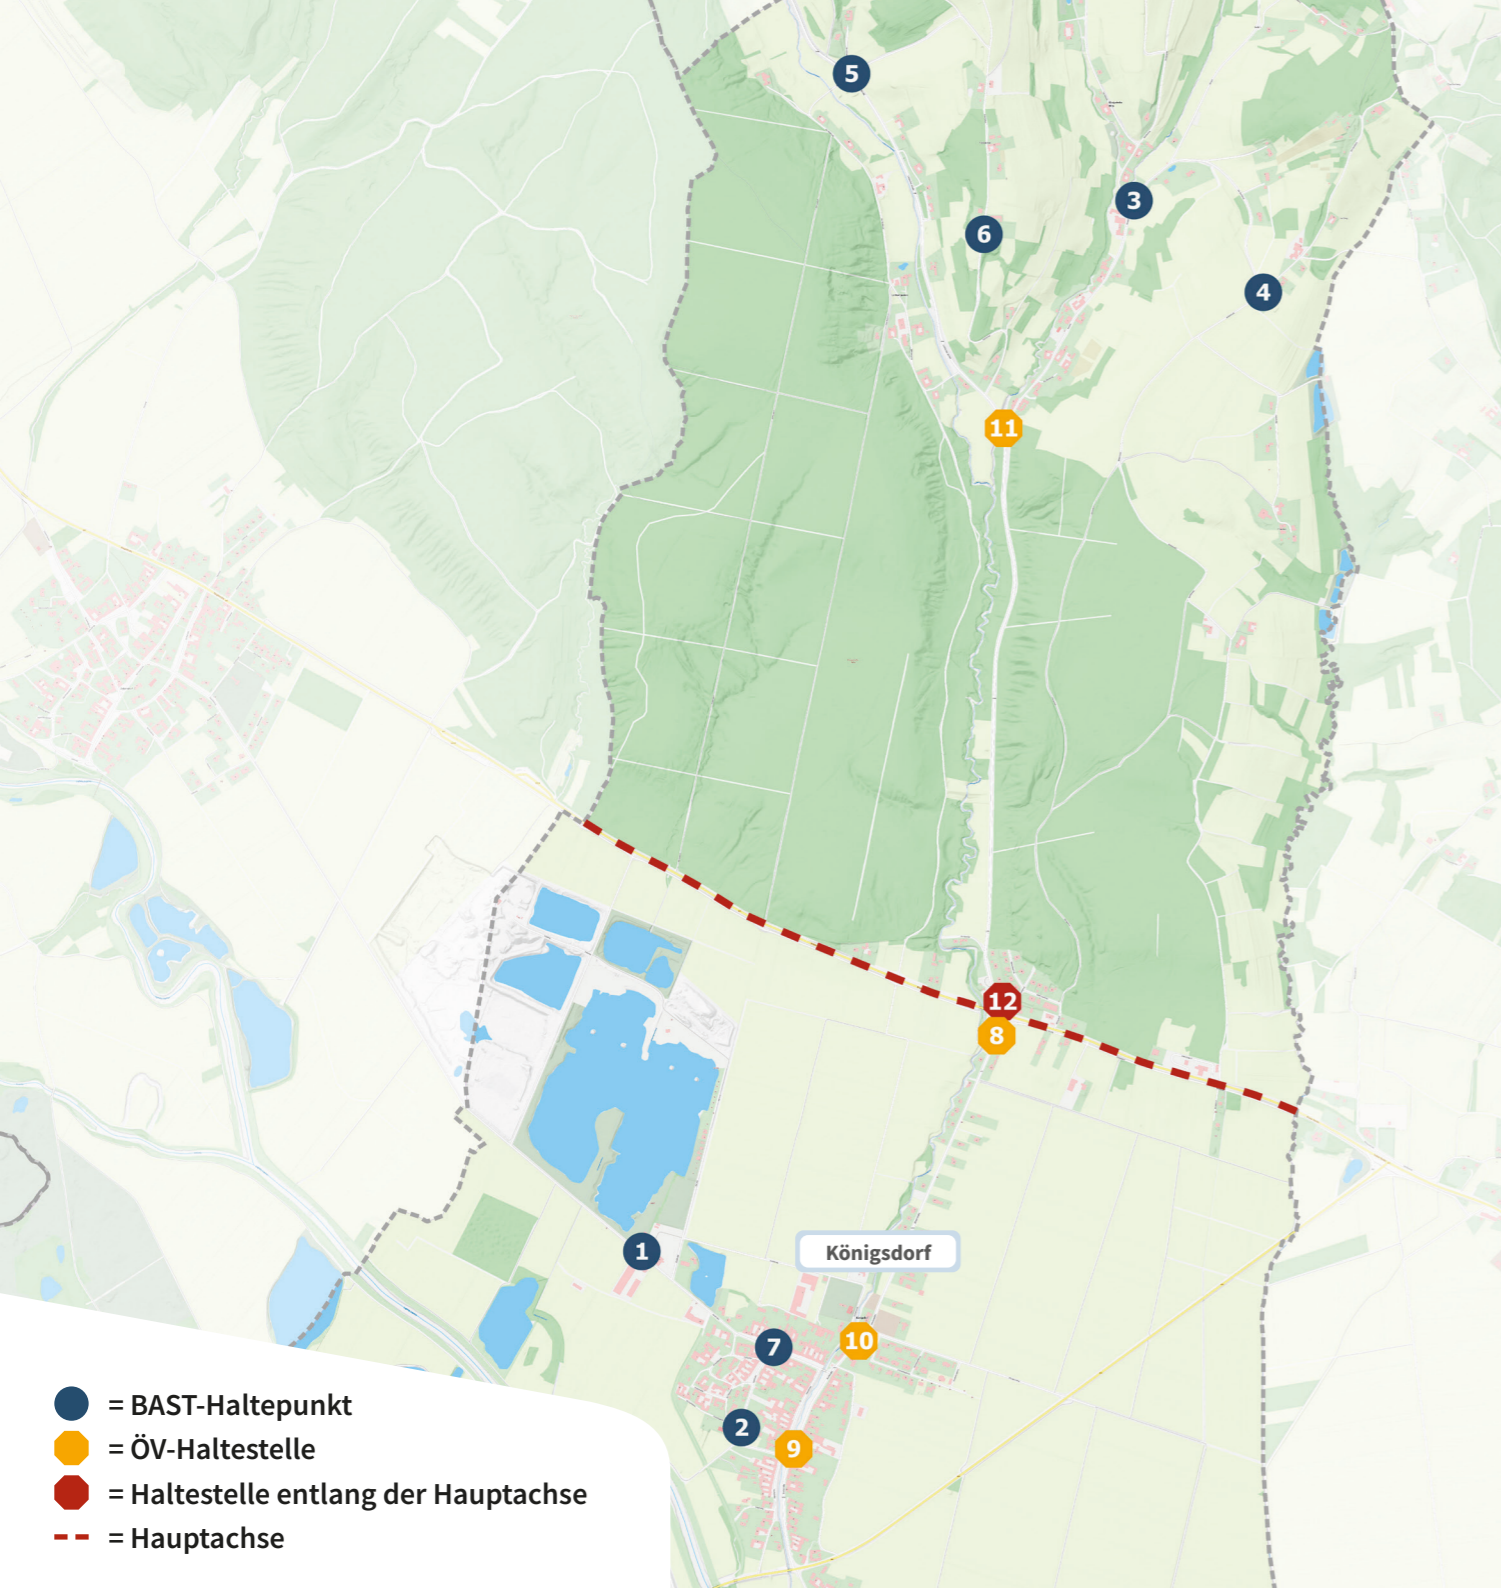 5
3
6
4
11
12
8
Königsdorf
1
10
7
2
9
= BAST-Haltepunkt
= ÖV-Haltestelle
= Haltestelle entlang der Hauptachse
= Hauptachse